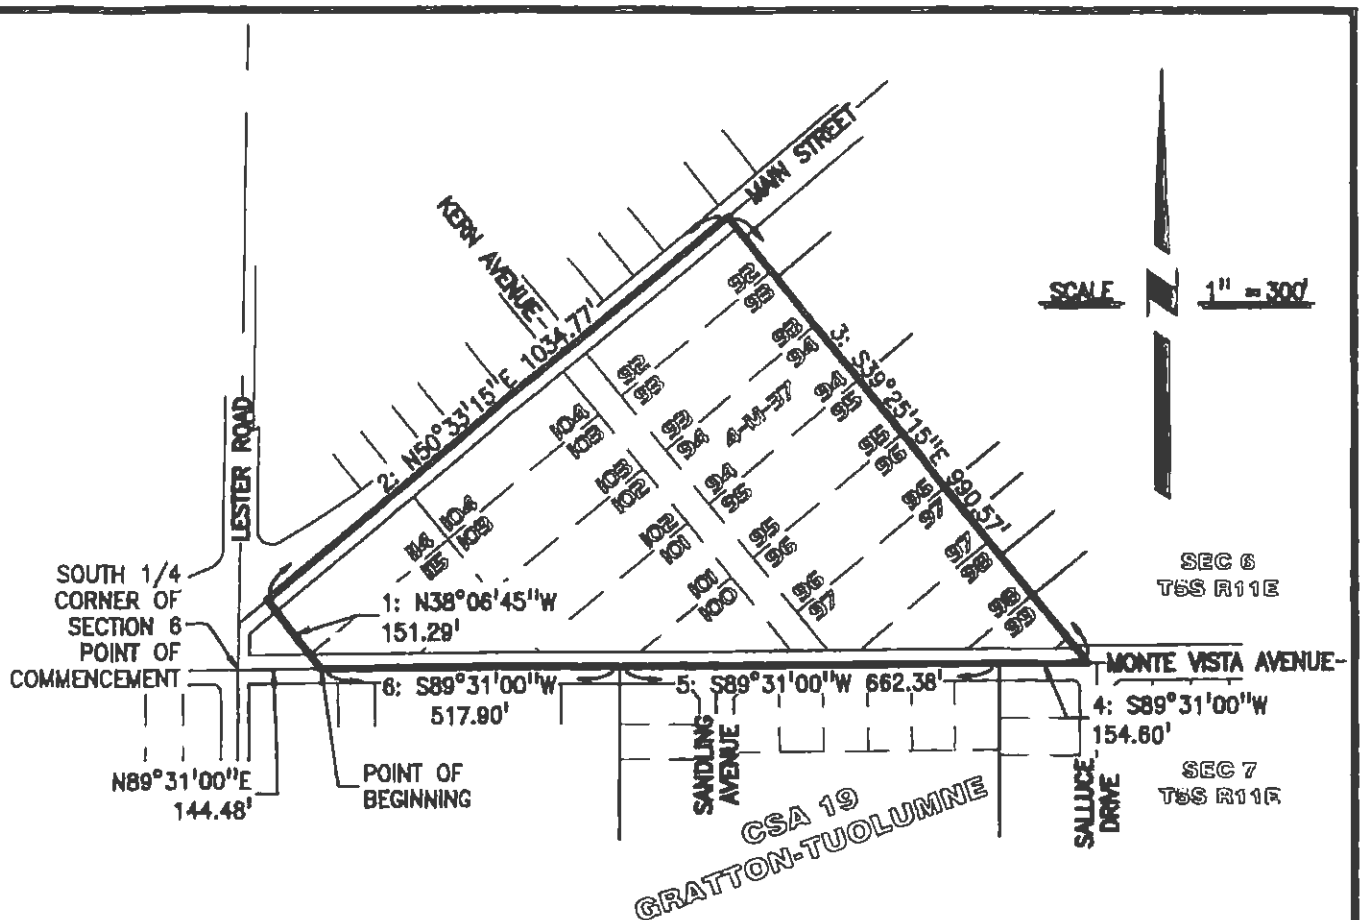 MAIN STREET
KERN AVENUE-
SCALE 1" = 300'
2: N50°33'15"E 1034.77'
3: S39°25'15"E 990.57'
LESTER ROAD
92
93
93
94
94
95
95
96
96
97
97
98
98
99
4-M-37
92
93
93
94
94
95
95
96
96
97
104
103
103
102
102
101
101
100
114 104
115 103
SEC 6
T5S R11E
SOUTH 1/4
CORNER OF
SECTION 6
POINT OF
COMMENCEMENT
1: N38°06'45"W
151.29'
MONTE VISTA AVENUE-
6: S89°31'00"W
517.90'
5: S89°31'00"W 662.38'
4: S89°31'00"W
154.60'
N89°31'00"E
144.48'
POINT OF
BEGINNING
SANDLING
AVENUE
SALLUCE
DRIVE
SEC 7
T5S R11E
CSA 19
GRATTON-TUOLUMNE